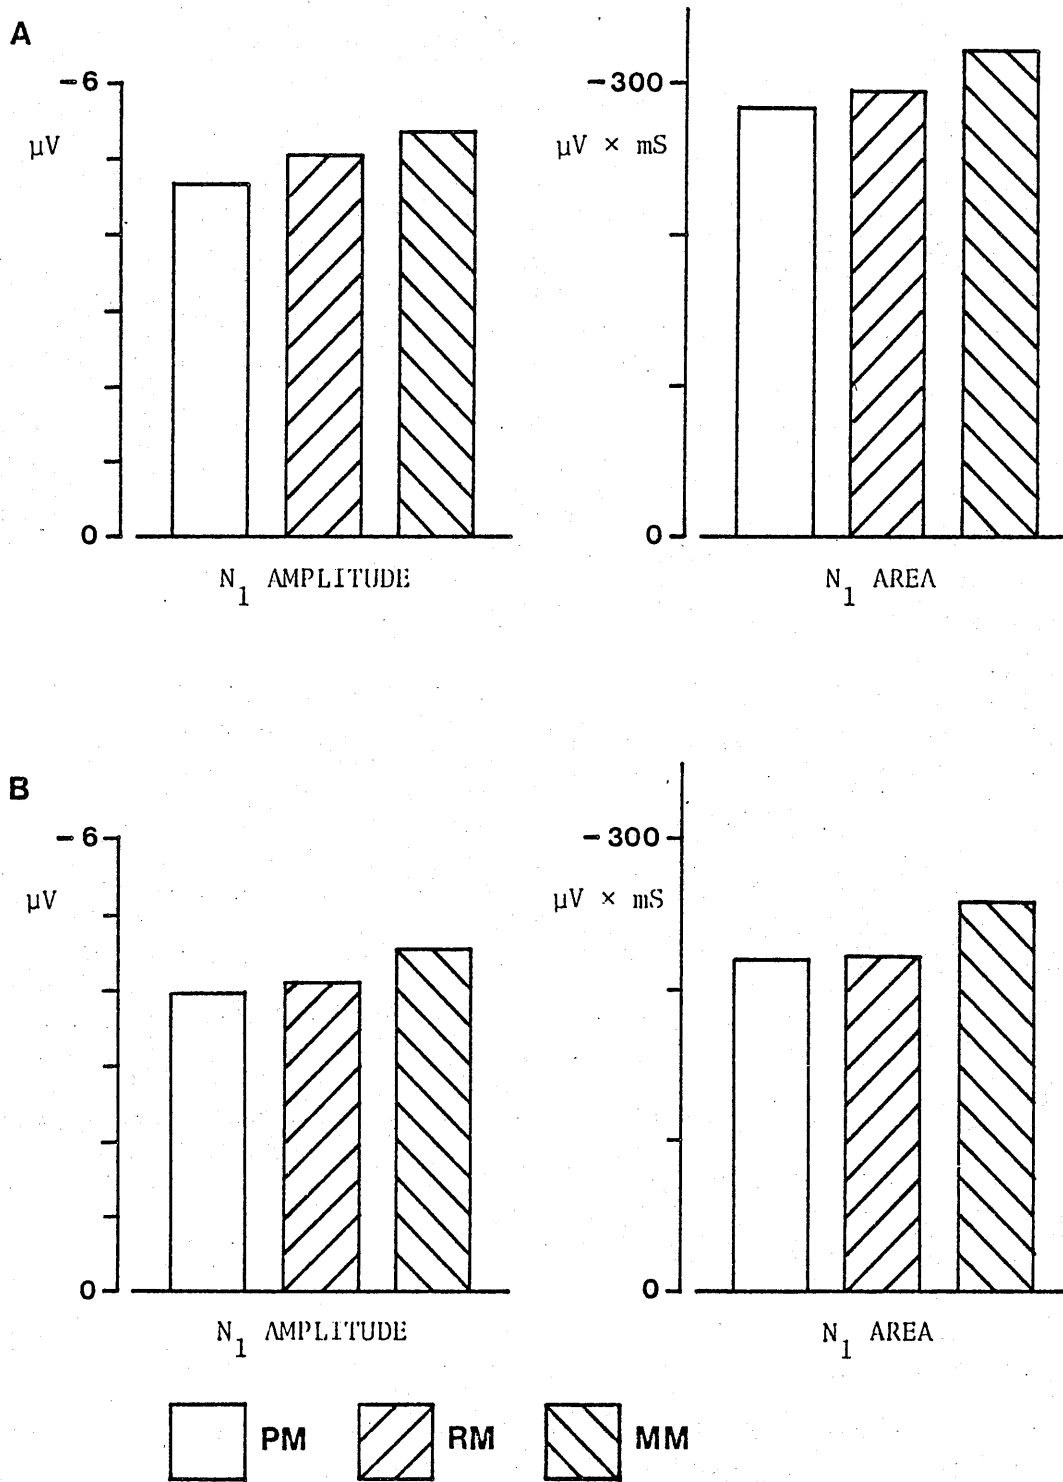 A
-6
μV
0
N1 AMPLITUDE
-300
μV × mS
0
N1 AREA
B
-6
μV
0
N1 AMPLITUDE
-300
μV × mS
0
N1 AREA
PM RM MM